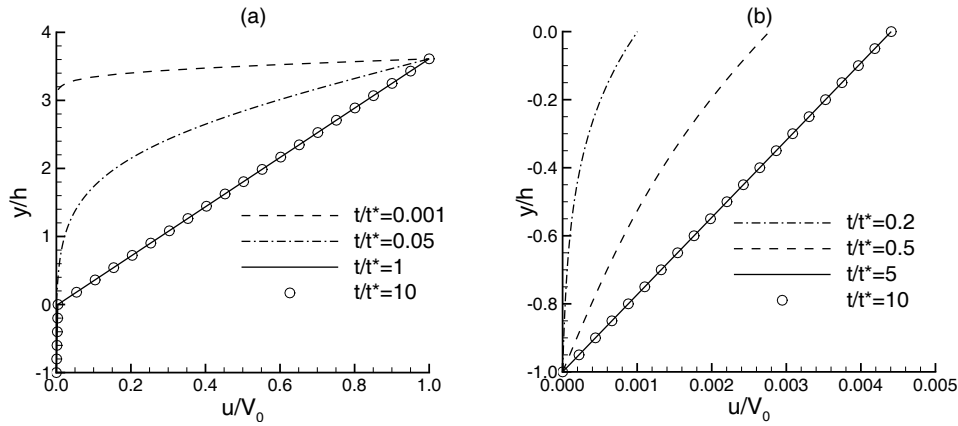 (a)
4
3
2
1
0
-1
y/h
0.0
0.2
0.4
0.6
0.8
1.0
u/V0
t/t*=0.001
t/t*=0.05
t/t*=1
t/t*=10
(b)
0.0
-0.2
-0.4
-0.6
-0.8
-1.0
y/h
0.000
0.001
0.002
0.003
0.004
0.005
u/V0
t/t*=0.2
t/t*=0.5
t/t*=5
t/t*=10